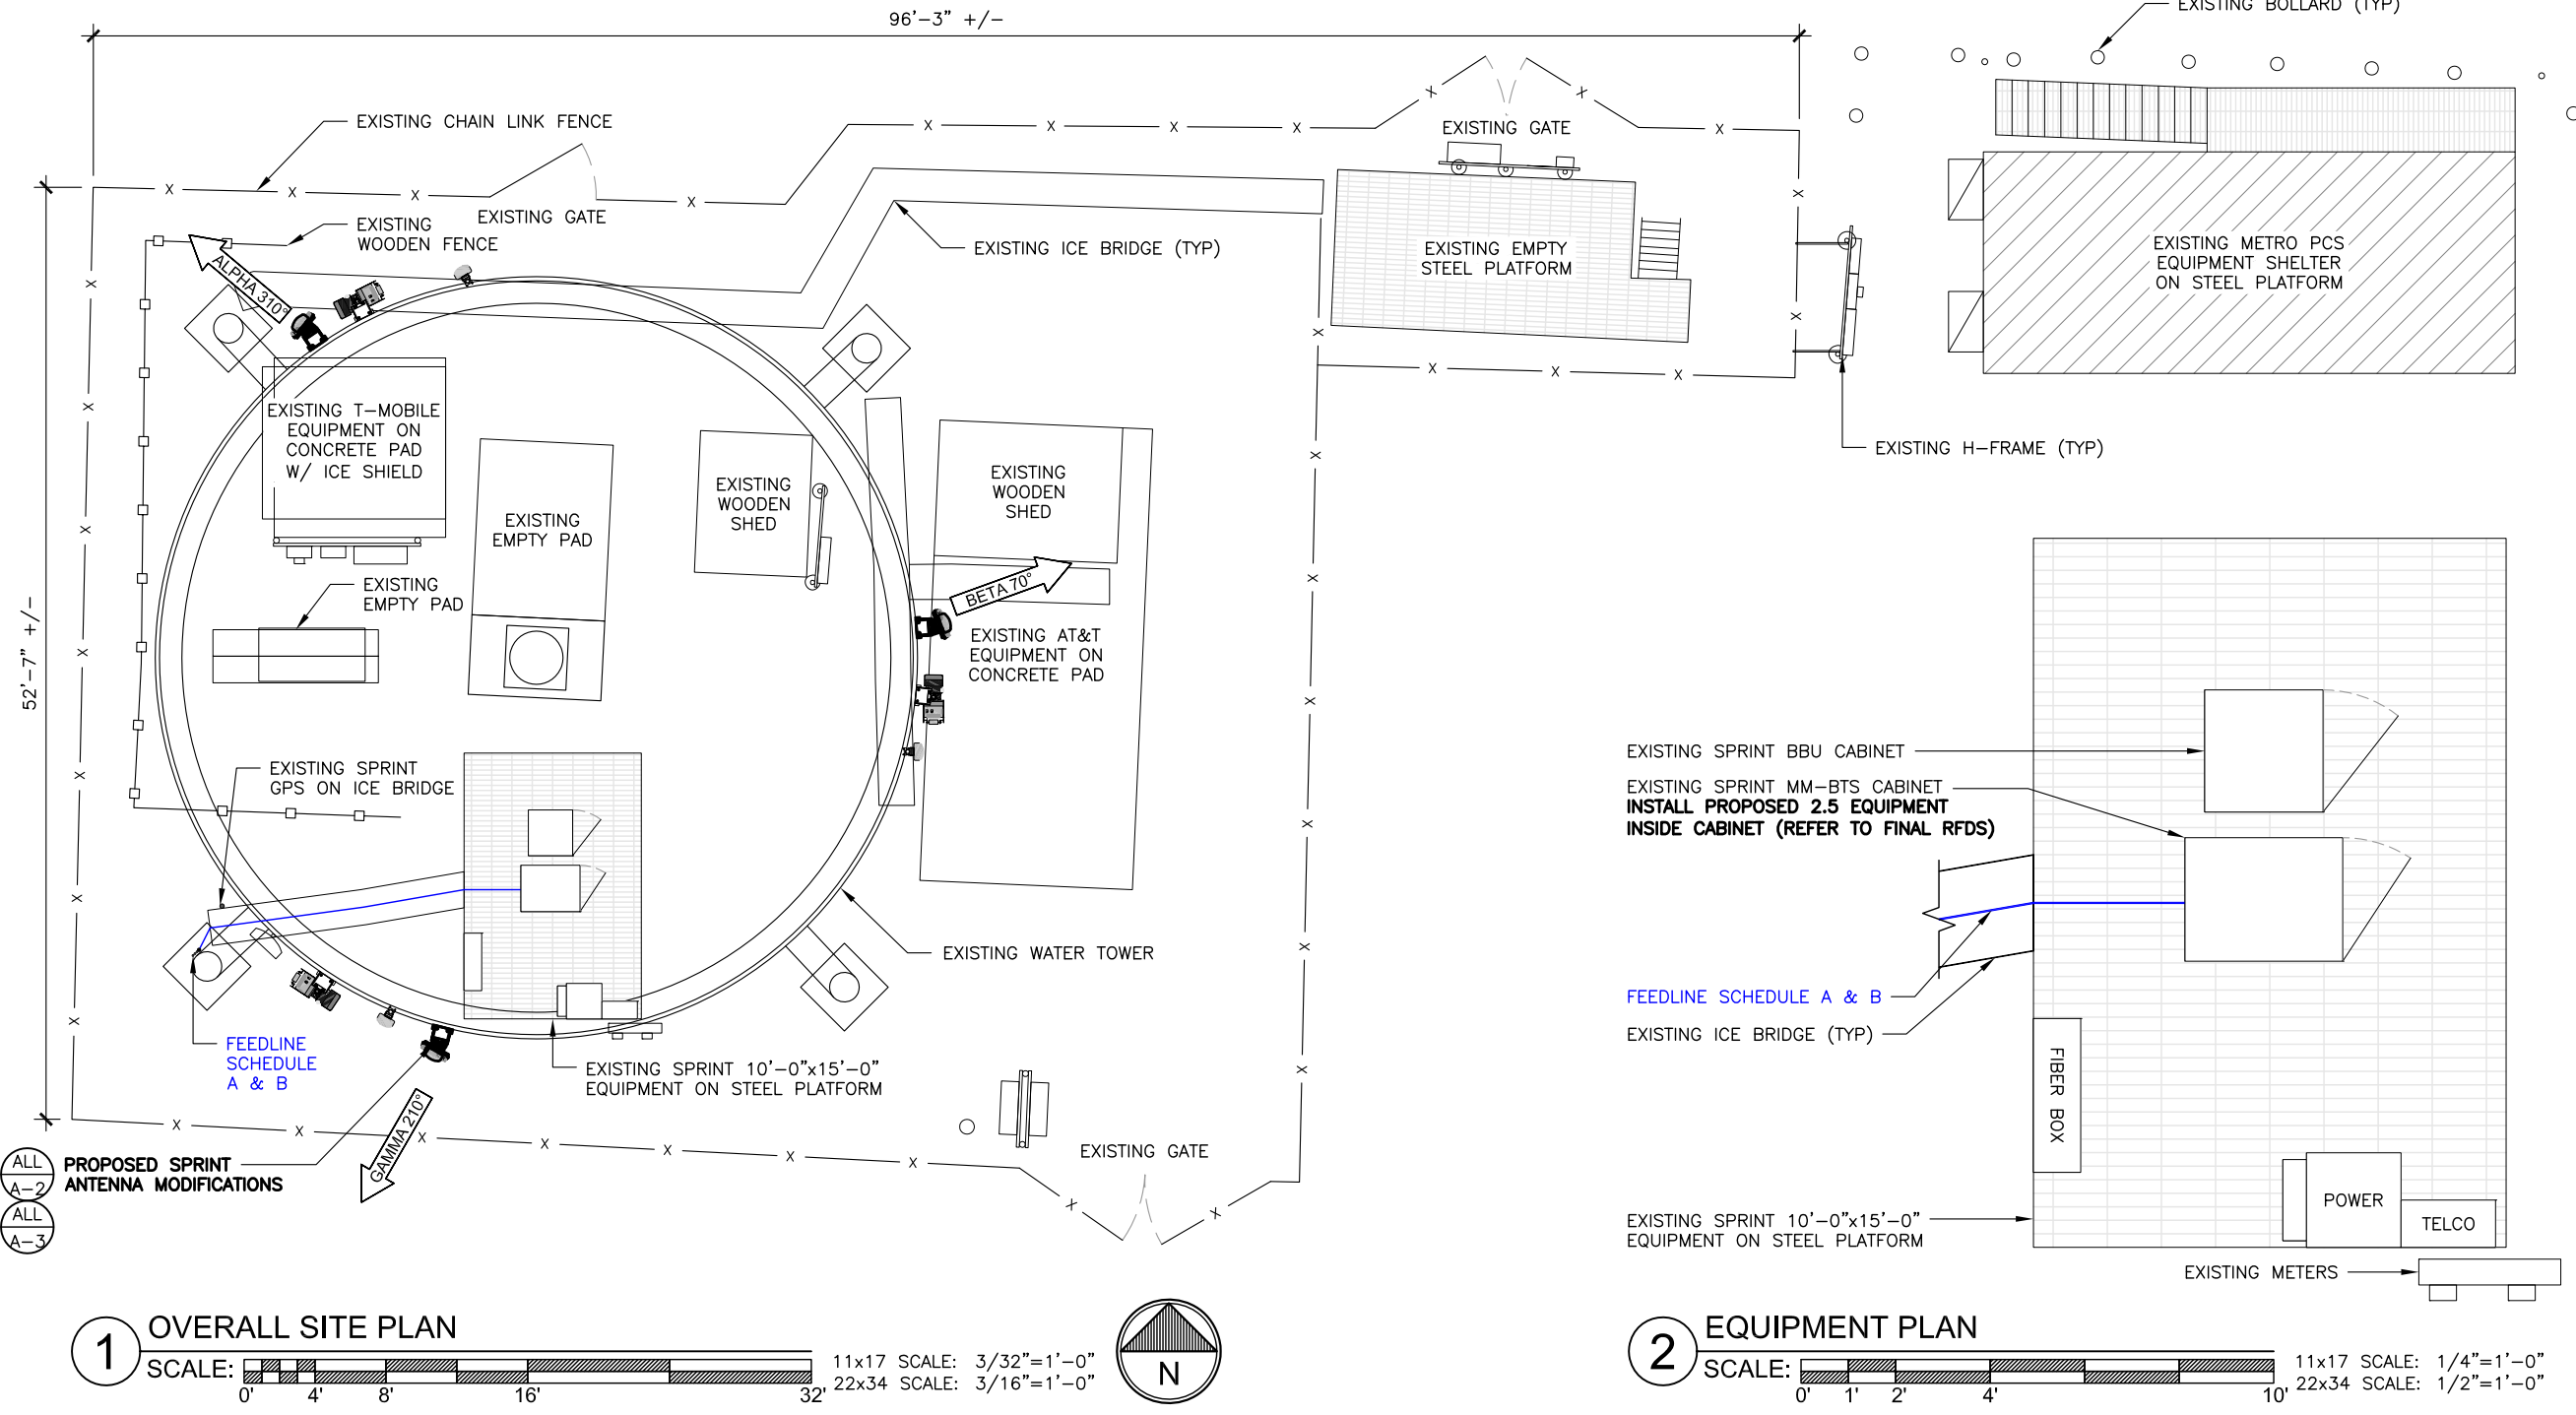 96'-3" +/-
EXISTING BOLLARD (TYP)
EXISTING CHAIN LINK FENCE
EXISTING GATE
EXISTING GATE
EXISTING
WOODEN FENCE
ALPHA 310°
EXISTING ICE BRIDGE (TYP)
EXISTING EMPTY
STEEL PLATFORM
EXISTING METRO PCS
EQUIPMENT SHELTER
ON STEEL PLATFORM
EXISTING H-FRAME (TYP)
EXISTING T-MOBILE
EQUIPMENT ON
CONCRETE PAD
W/ ICE SHIELD
EXISTING
EMPTY PAD
EXISTING
WOODEN
SHED
EXISTING
WOODEN
SHED
BETA 70°
EXISTING
EMPTY PAD
EXISTING AT&T
EQUIPMENT ON
CONCRETE PAD
52'-7" +/-
EXISTING SPRINT
GPS ON ICE BRIDGE
EXISTING WATER TOWER
FEEDLINE
SCHEDULE
A & B
EXISTING SPRINT 10'-0"x15'-0"
EQUIPMENT ON STEEL PLATFORM
GAMMA 210°
EXISTING GATE
ALL
A-2
ALL
A-3
PROPOSED SPRINT
ANTENNA MODIFICATIONS
1
OVERALL SITE PLAN
SCALE:
0' 4' 8' 16' 32'
11x17 SCALE: 3/32"=1'-0"
22x34 SCALE: 3/16"=1'-0"
N
EXISTING SPRINT BBU CABINET
EXISTING SPRINT MM-BTS CABINET
INSTALL PROPOSED 2.5 EQUIPMENT
INSIDE CABINET (REFER TO FINAL RFDS)
FEEDLINE SCHEDULE A & B
EXISTING ICE BRIDGE (TYP)
FIBER BOX
POWER
TELCO
EXISTING SPRINT 10'-0"x15'-0"
EQUIPMENT ON STEEL PLATFORM
EXISTING METERS
2
EQUIPMENT PLAN
SCALE:
0' 1' 2' 4' 10'
11x17 SCALE: 1/4"=1'-0"
22x34 SCALE: 1/2"=1'-0"